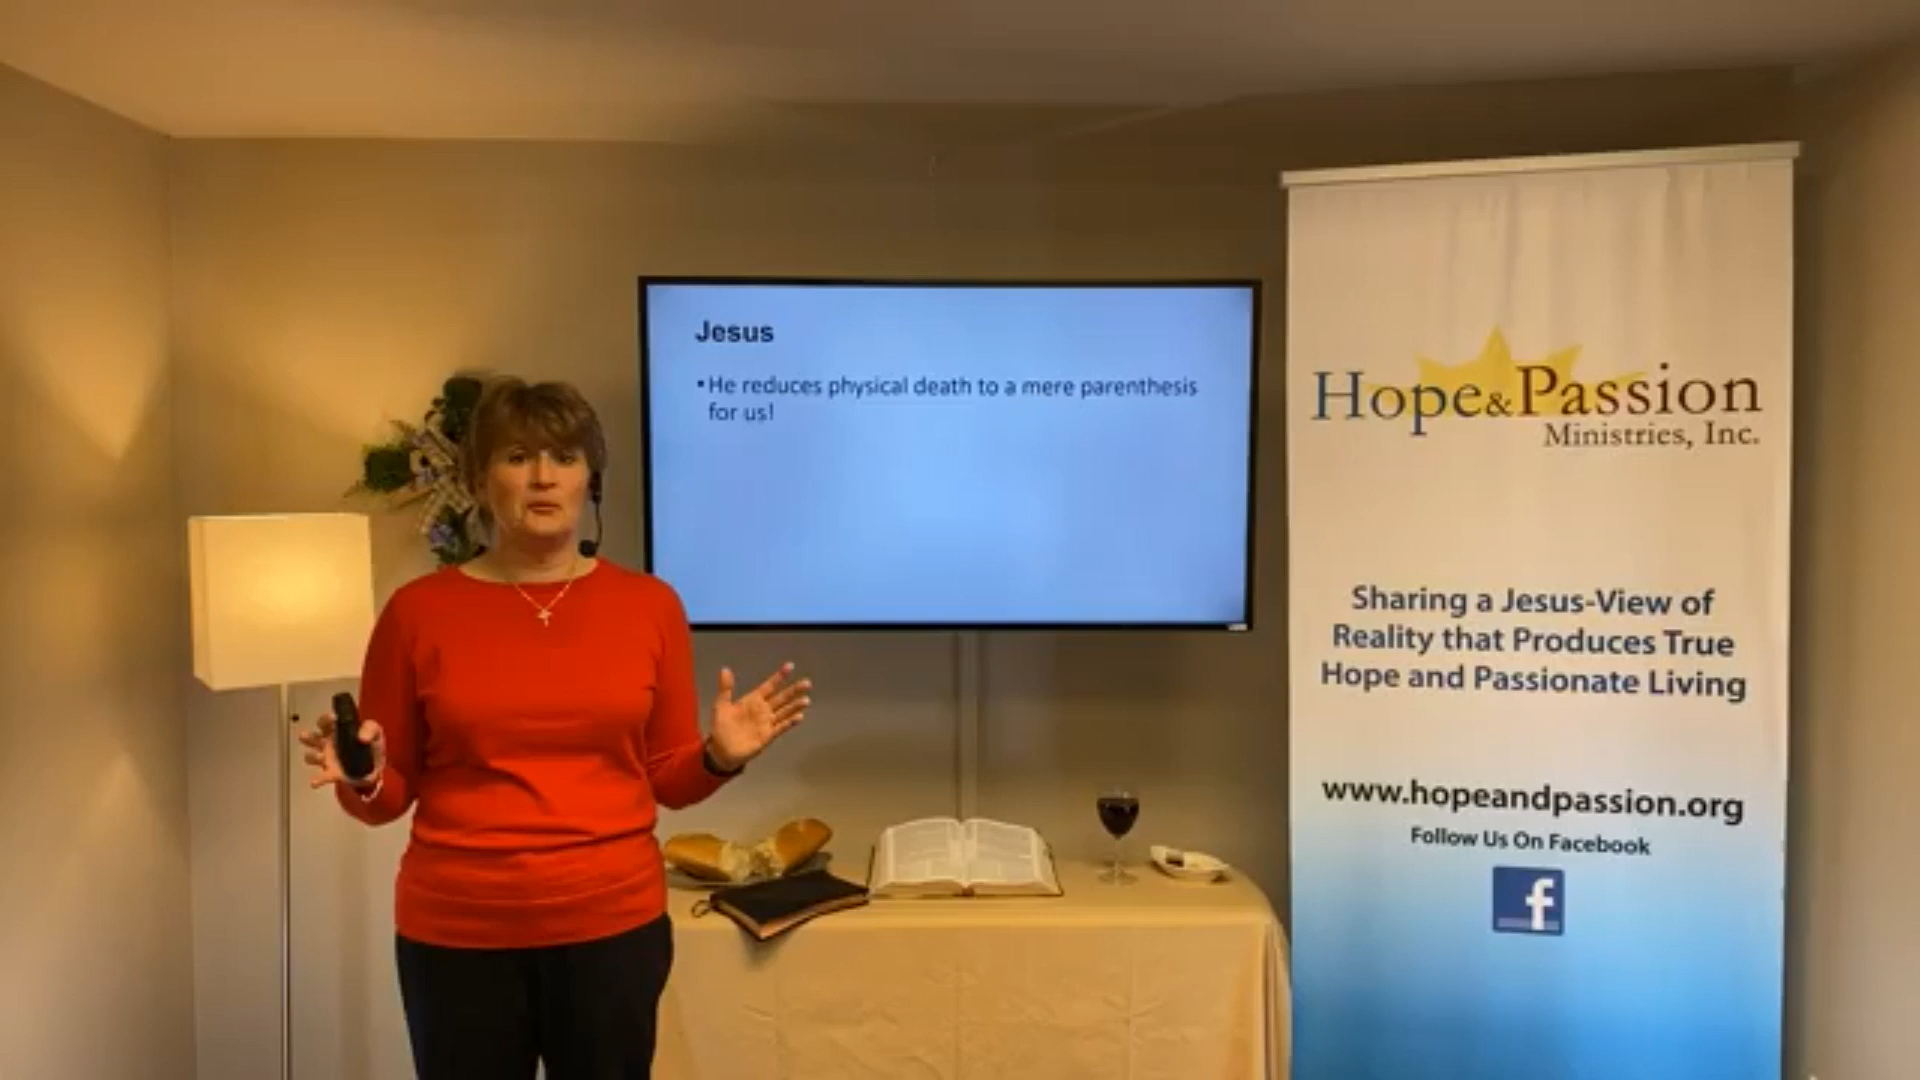 Jesus
•He reduces physical death to a mere parenthesis
for us!
Hope&Passion
Ministries, Inc.
Sharing a Jesus-View of
Reality that Produces True
Hope and Passionate Living
www.hopeandpassion.org
Follow Us On Facebook
f